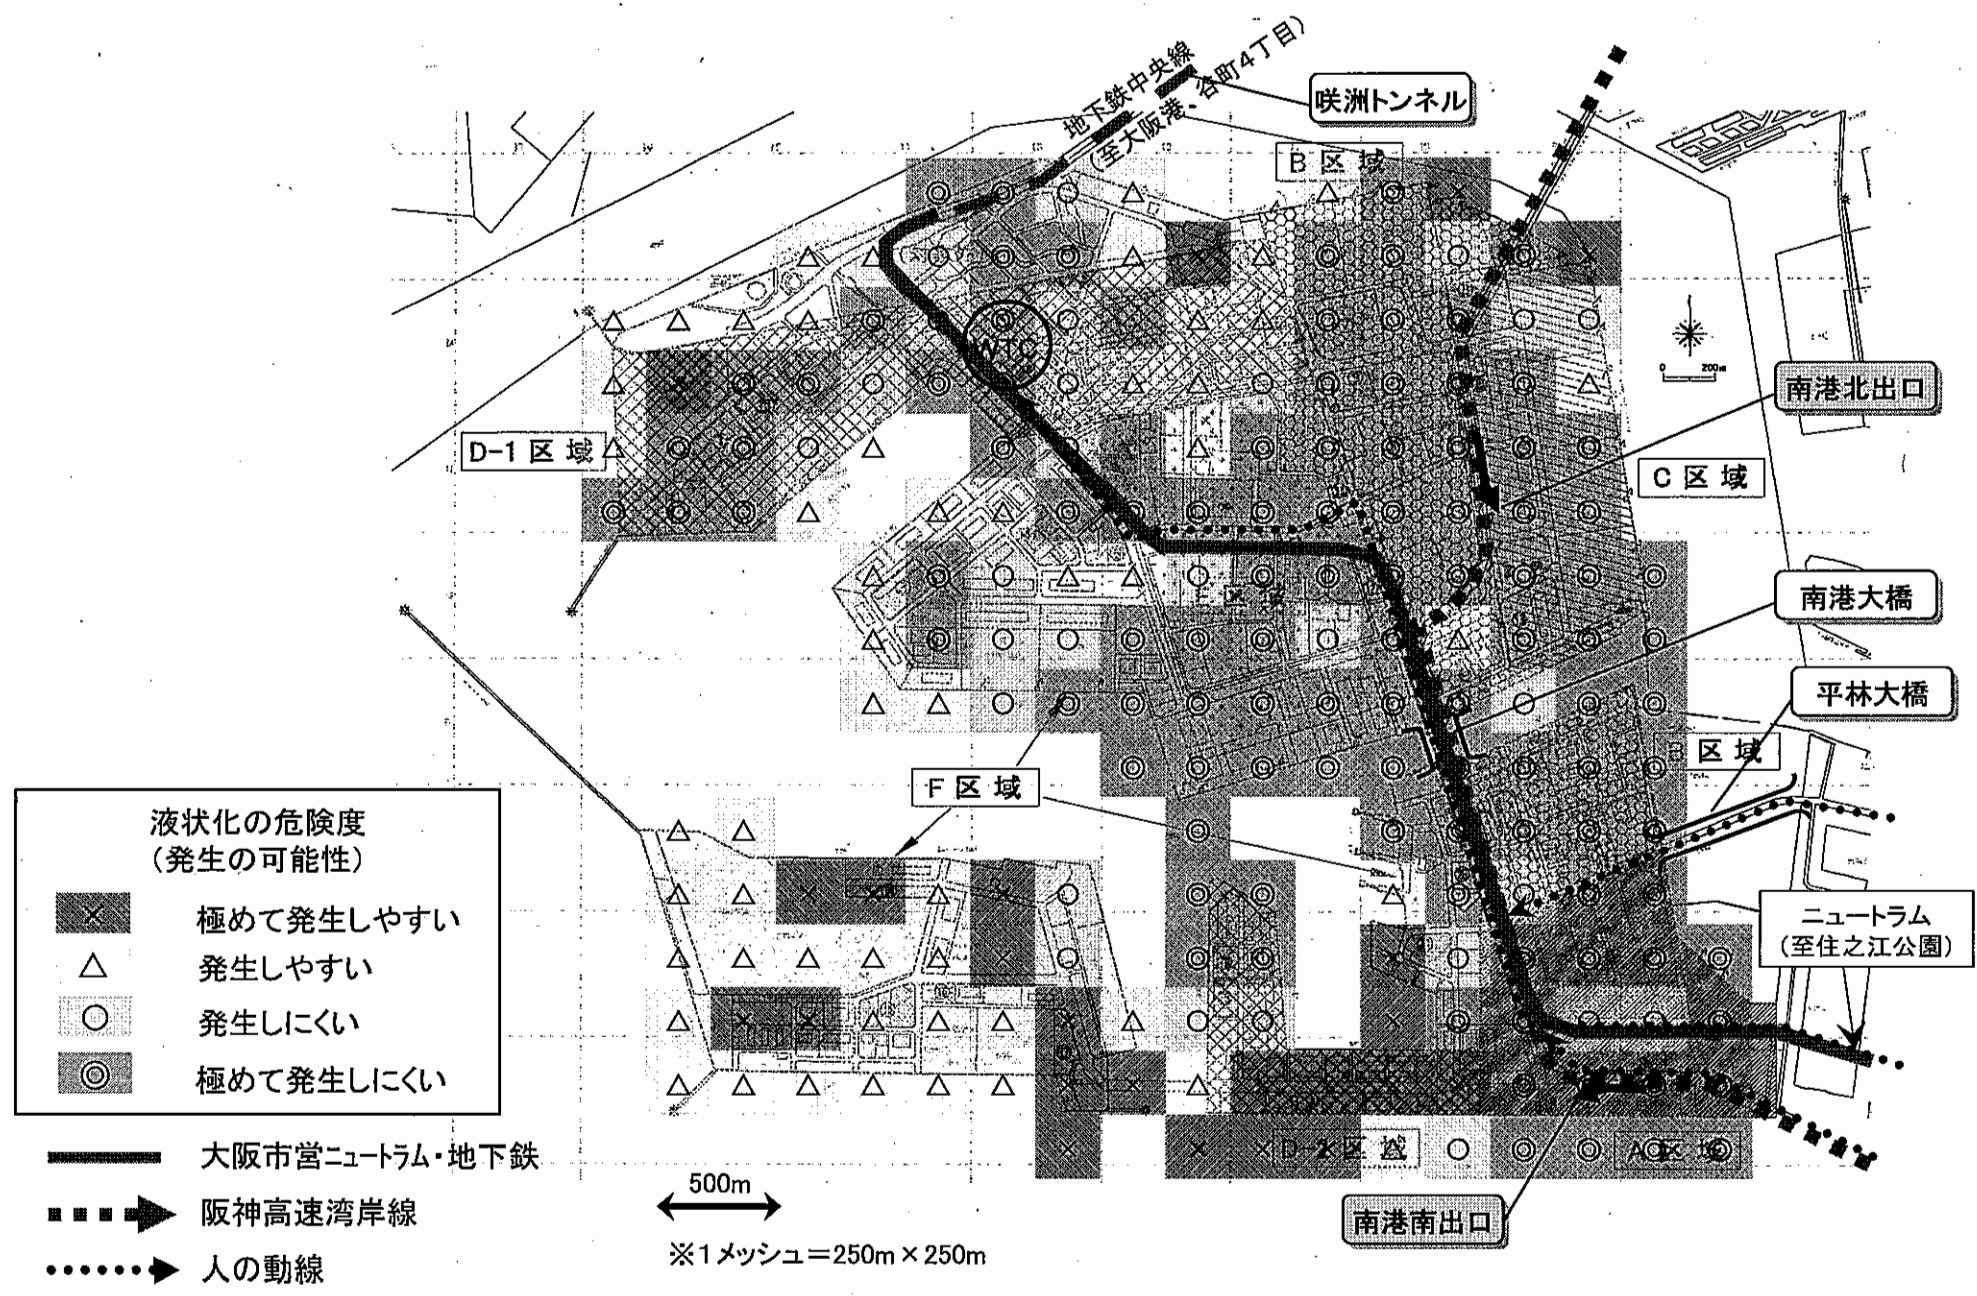 地下鉄中央線
(至大阪港、谷町4丁目)
咲洲トンネル
B 区 域
WTC
0 200m
南港北出口
D-1 区 域
C 区 域
南港大橋
平林大橋
区 域
F 区 域
液状化の危険度
(発生の可能性)
× 極めて発生しやすい
△ 発生しやすい
○ 発生しにくい
◎ 極めて発生しにくい
ニュートラム
(至住之江公園)
D-2 区 域
A 区 域
大阪市営ニュートラム・地下鉄
阪神高速湾岸線
人の動線
500m
※1メッシュ=250m×250m
南港南出口